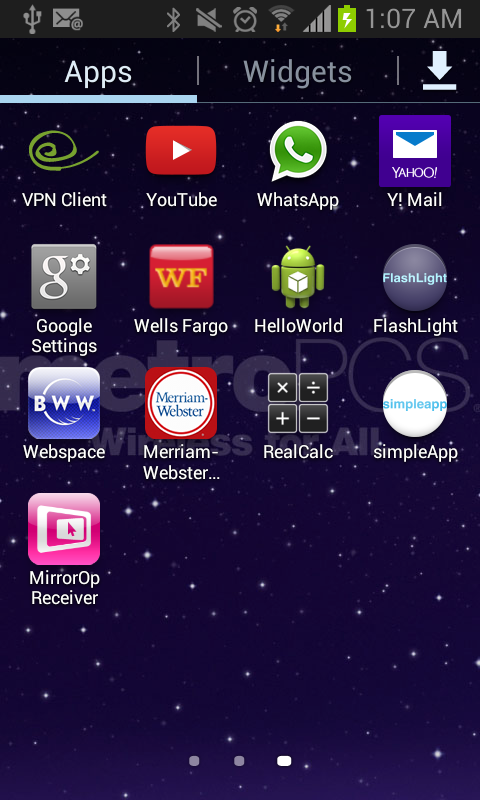 1:07 AM
Apps
Widgets
YAHOO!
VPN Client
YouTube
WhatsApp
Y! Mail
g
WF
FlashLight
Google
Settings
Wells Fargo
HelloWorld
FlashLight
metroPCS
Wireless for All
BWW
Merriam-
Webster
simpleapp
Webspace
Merriam-
Webster...
RealCalc
simpleApp
MirrorOp
Receiver